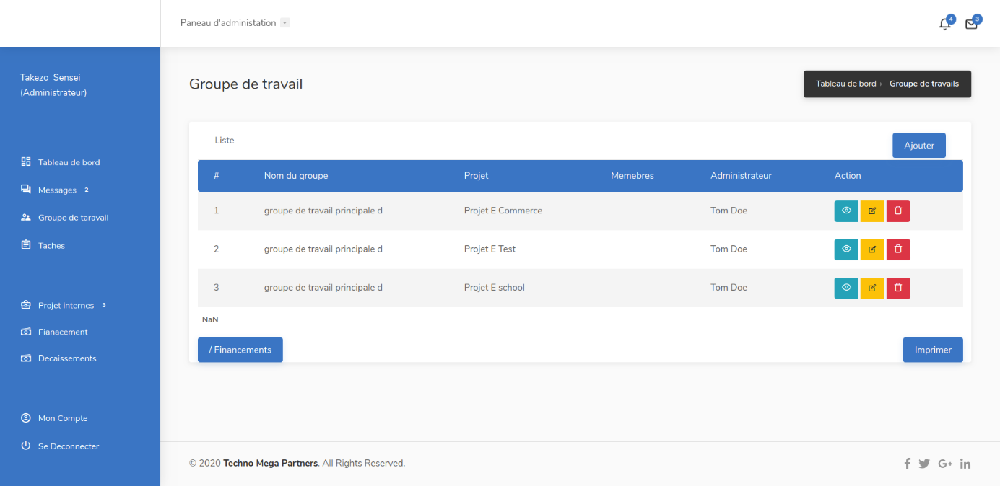 Paneau d'administation
4
3
Takezo Sensei
(Administrateur)
Tableau de bord
Messages 2
Groupe de taravail
Taches
Projet internes 3
Fianacement
Decaissements
Mon Compte
Se Deconnecter
Groupe de travail
Tableau de bord Groupe de travails
Liste
Ajouter
# Nom du groupe Projet Memebres Administrateur Action
1 groupe de travail principale d Projet E Commerce Tom Doe
2 groupe de travail principale d Projet E Test Tom Doe
3 groupe de travail principale d Projet E school Tom Doe
NaN
/ Financements
Imprimer
© 2020 Techno Mega Partners. All Rights Reserved.